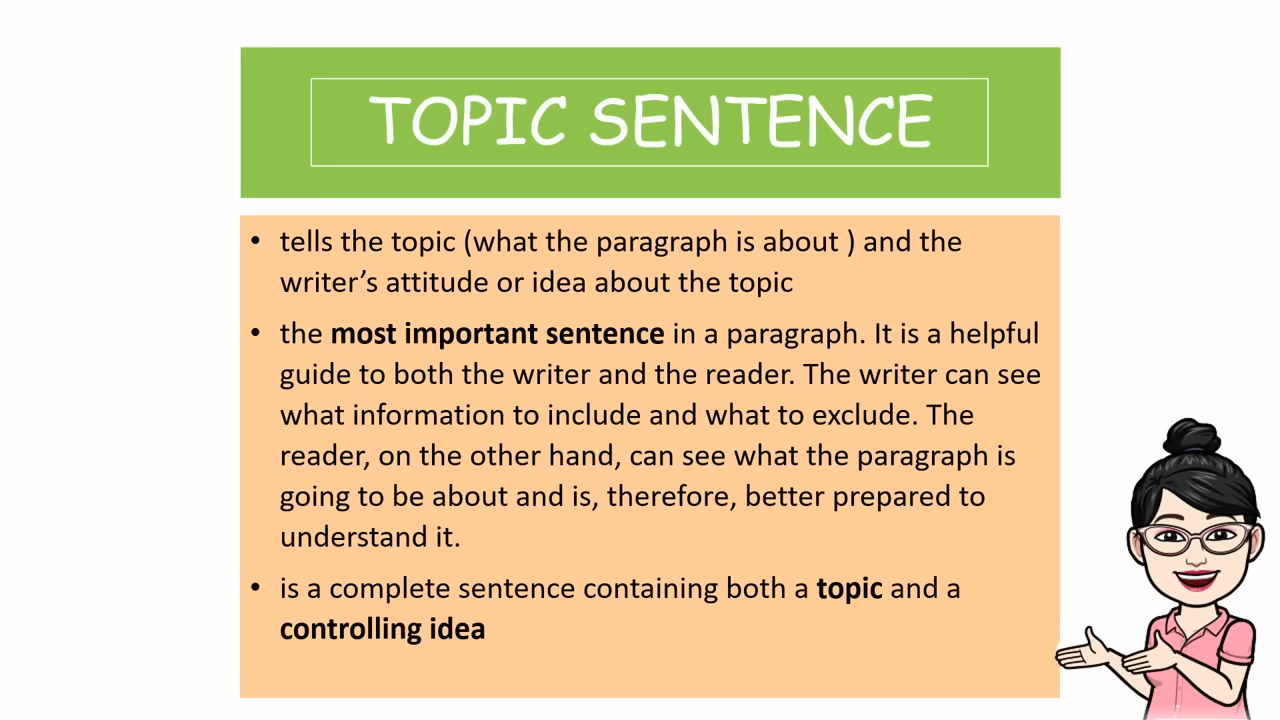 TOPIC SENTENCE
• tells the topic (what the paragraph is about ) and the
writer’s attitude or idea about the topic
• the most important sentence in a paragraph. It is a helpful
guide to both the writer and the reader. The writer can see
what information to include and what to exclude. The
reader, on the other hand, can see what the paragraph is
going to be about and is, therefore, better prepared to
understand it.
• is a complete sentence containing both a topic and a
controlling idea